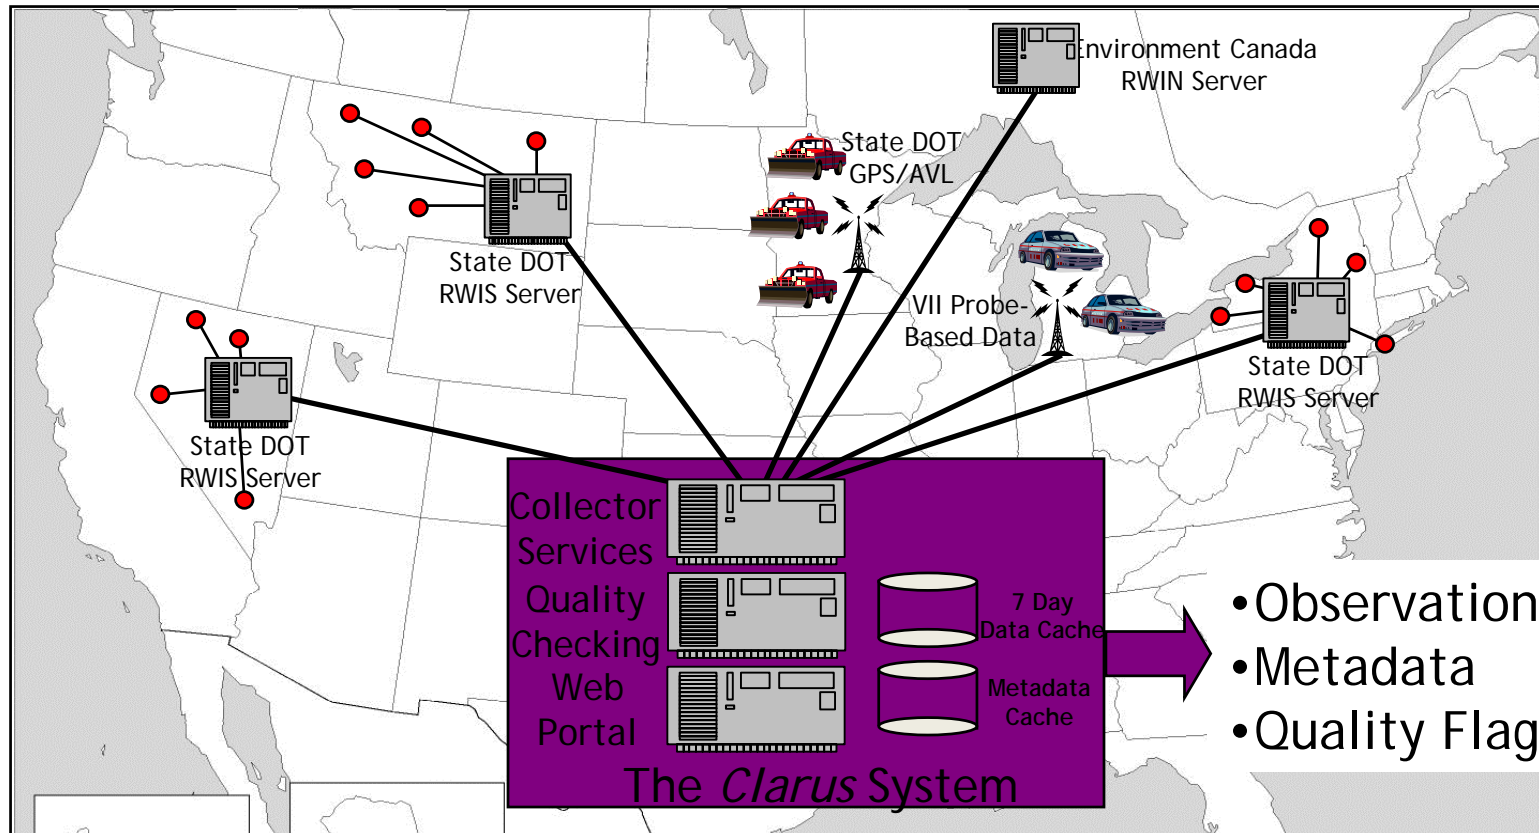 Environment Canada
RWIN Server
State DOT
GPS/AVL
State DOT
RWIS Server
VII Probe-
Based Data
State DOT
RWIS Server
State DOT
RWIS Server
Collector
Services
Quality
Checking
Web
Portal
7 Day
Data Cache
Metadata
Cache
The Clarus System
•Observation
•Metadata
•Quality Flag